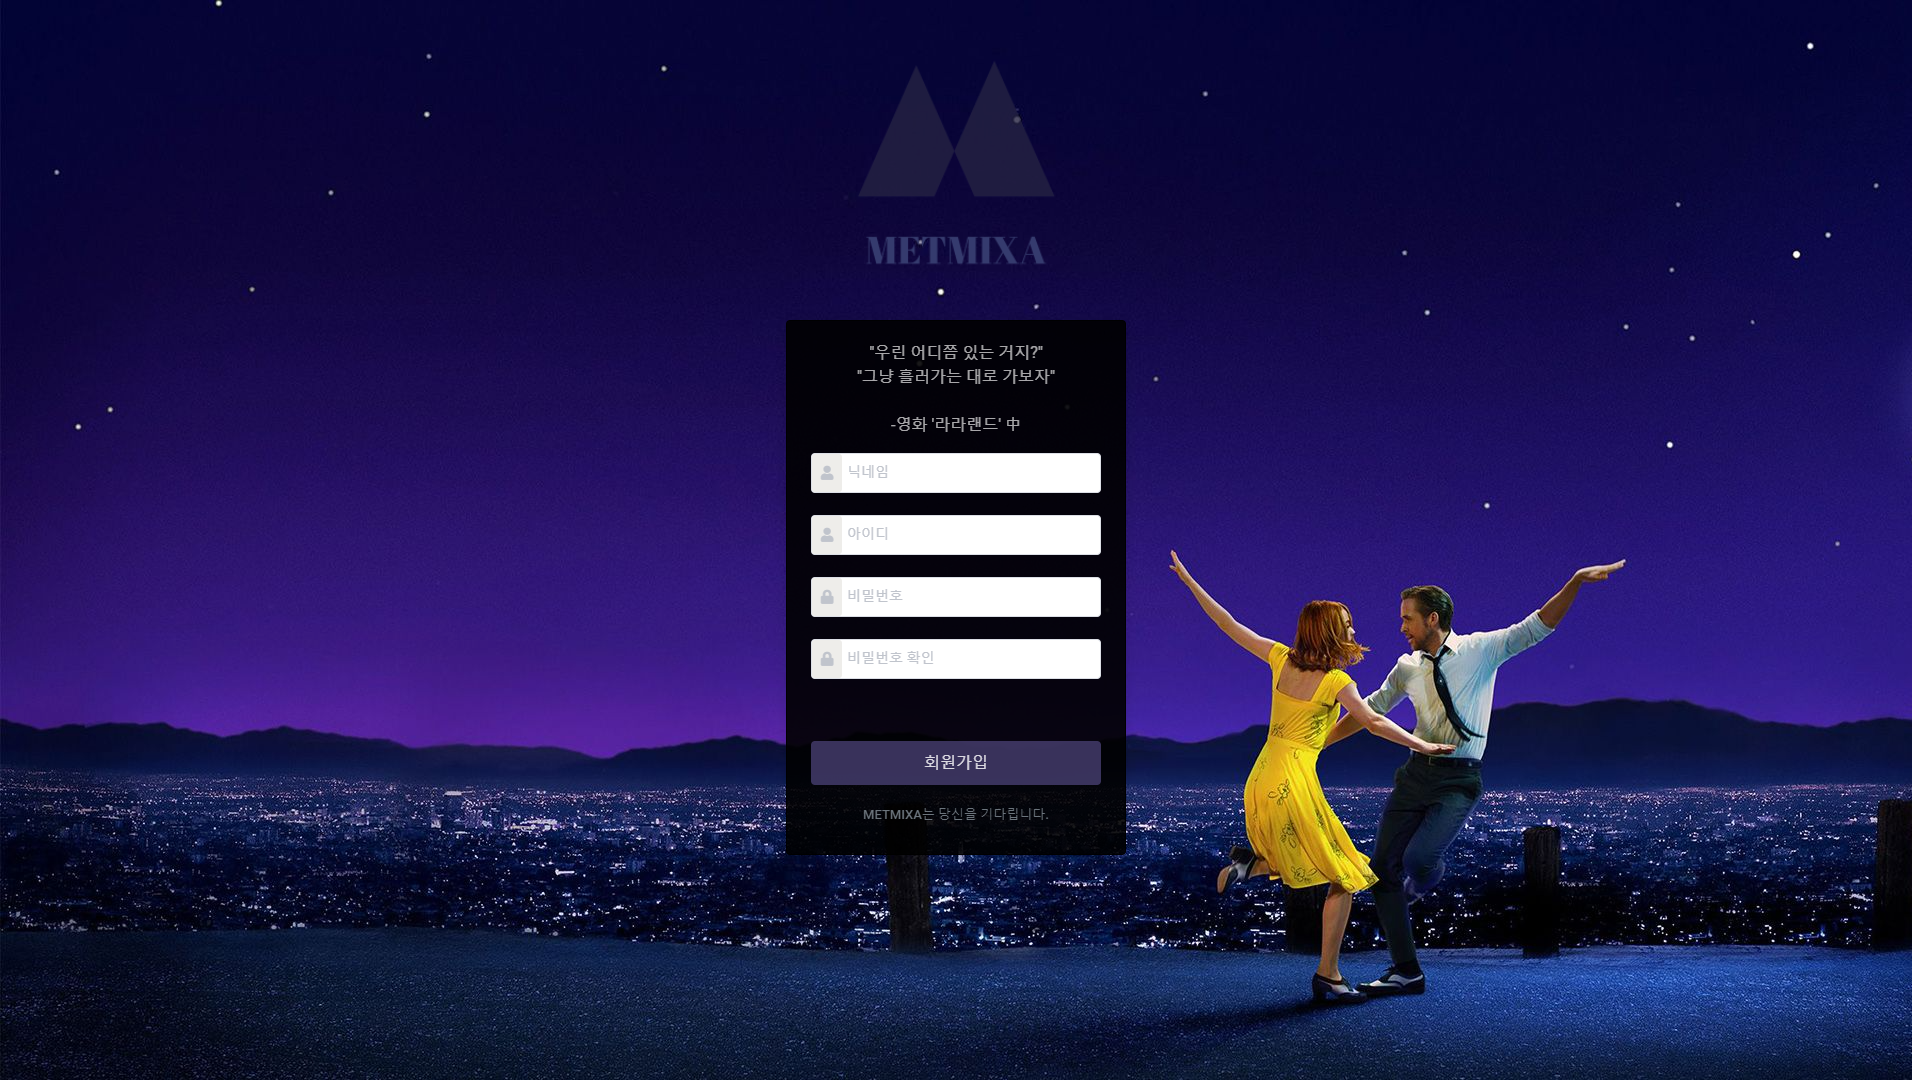 METMIXA
"우린 어디쯤 있는 거지?"
"그냥 흘러가는 대로 가보자"
-영화 '라라랜드' 中
닉네임
아이디
비밀번호
비밀번호 확인
회원가입
METMIXA는 당신을 기다립니다.